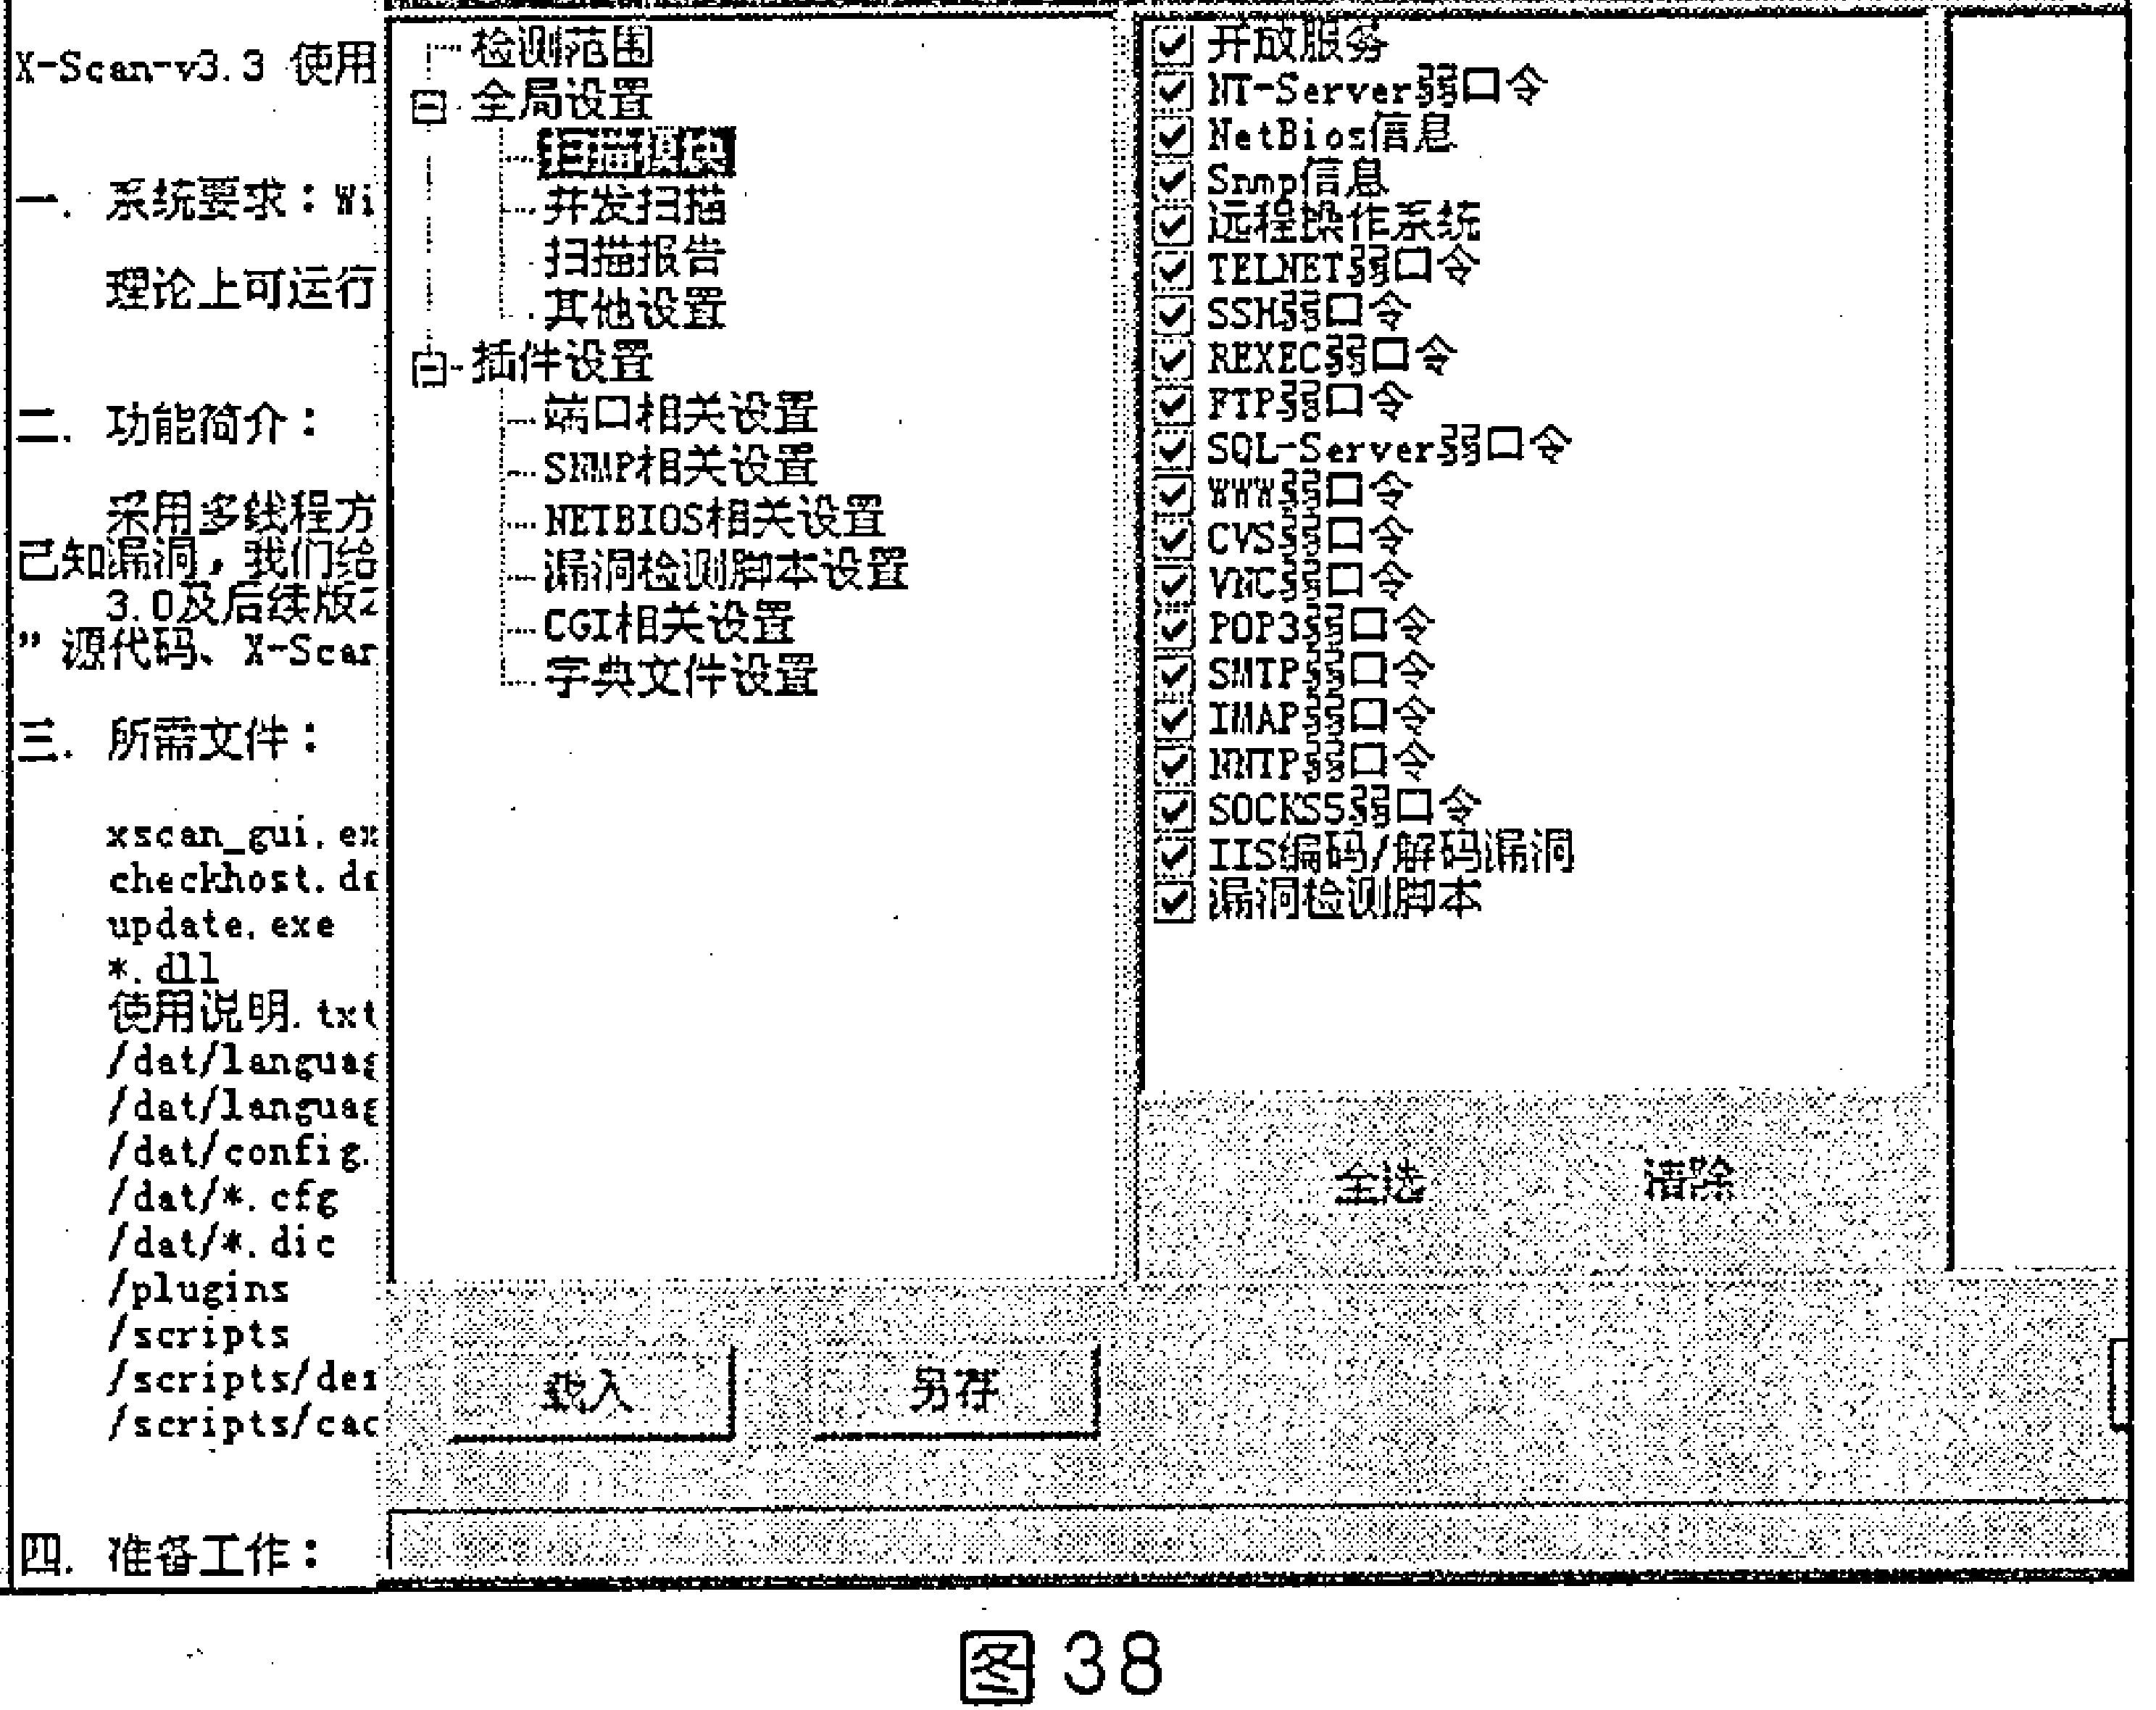 X-Scan-v3.3 使用
一. 系统要求：Wi
理论上可运行
二. 功能简介：
采用多线程方
已知漏洞，我们给
3.0及后续版
”源代码、X-Scan
三. 所需文件：
xscan_gui.ex
checkhost.da
update.exe
*.dll
使用说明.txt
/dat/languag
/dat/languag
/dat/config.
/dat/*.cfg
/dat/*.dic
/plugins
/scripts
/scripts/des
/scripts/cac
四. 准备工作：
检测范围
全局设置
扫描模块
并发扫描
扫描报告
其他设置
插件设置
端口相关设置
SNMP相关设置
NETBIOS相关设置
漏洞检测脚本设置
CGI相关设置
字典文件设置
载入
另存
开放服务
NT-Server弱口令
NetBios信息
Snmp信息
远程操作系统
TELNET弱口令
SSH弱口令
REXEC弱口令
FTP弱口令
SQL-Server弱口令
WWW弱口令
CVS弱口令
VNC弱口令
POP3弱口令
SMTP弱口令
IMAP弱口令
NNTP弱口令
SOCKS5弱口令
IIS编码/解码漏洞
漏洞检测脚本
全选
清除
图 38